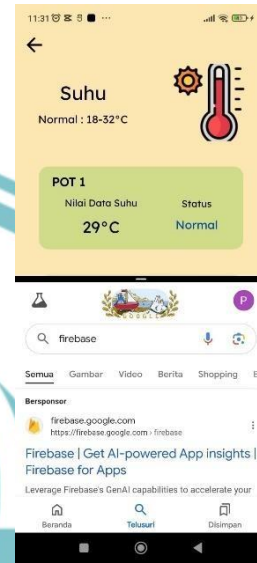 11:31
Suhu
Normal : 18-32°C
POT 1
Nilai Data Suhu Status
29°C Normal
GOOGLE
P
firebase
Semua Gambar Video Berita Shopping
Bersponsor
firebase.google.com
https://firebase.google.com › firebase
Firebase | Get AI-powered App insights |
Firebase for Apps
Leverage Firebase's GenAI capabilities to accelerate your
Beranda Telusuri Disimpan